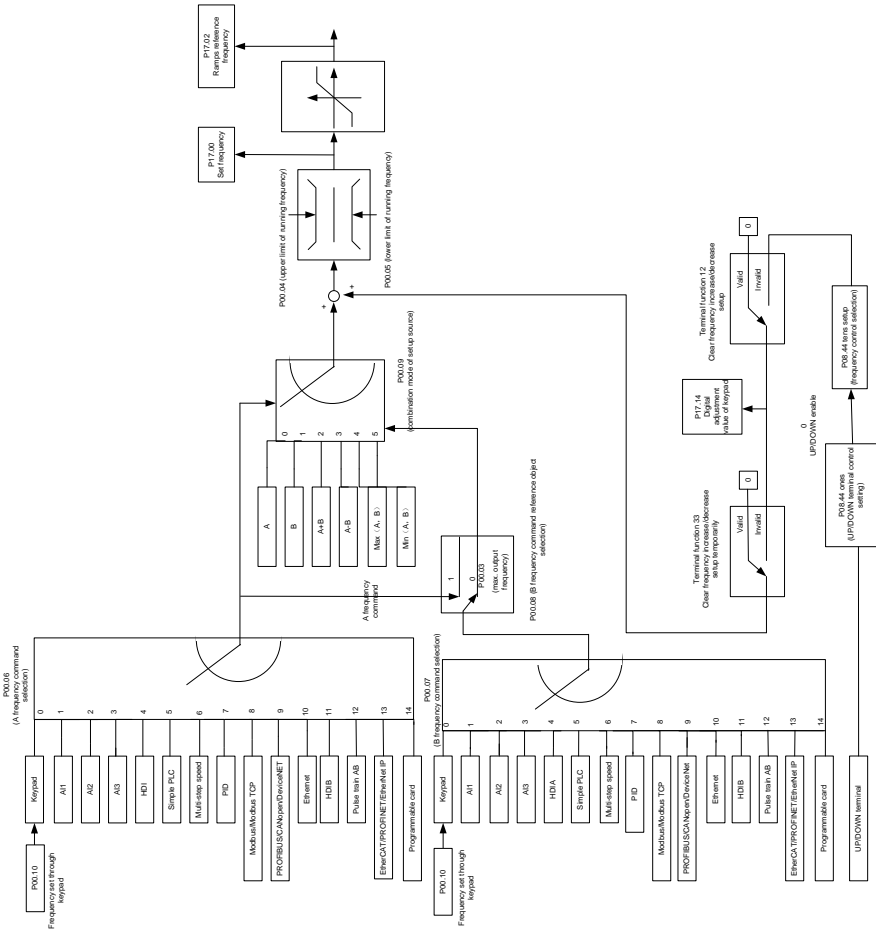 P17.02
Ramps reference
frequency
P17.00
Set frequency
P00.04 (upper limit of running frequency)
P00.05 (lower limit of running frequency)
+
+
P00.09
(combination mode of setup source)
0
1
2
3
4
5
A
B
A+B
A-B
Max（A，B）
Min（A，B）
A frequency
command
1
0
P00.03
(max. output
frequency)
P00.08 (B frequency command reference object
selection)
P00.06
(A frequency command
selection)
0
1
2
3
4
5
6
7
8
9
10
11
12
13
14
Keypad
AI1
AI2
AI3
HDI
Simple PLC
Multi-step speed
PID
Modbus/Modbus TCP
PROFIBUS/CANopen/DeviceNET
Ethernet
HDIB
Pulse train AB
EtherCAT/PROFINET/EtherNet IP
Programmable card
P00.10
Frequency set through
keypad
P00.07
(B frequency command selection)
0
1
2
3
4
5
6
7
8
9
10
11
12
13
14
Keypad
AI1
AI2
AI3
HDIA
Simple PLC
Multi-step speed
PID
Modbus/Modbus TCP
PROFIBUS/CANopen/DeviceNet
Ethernet
HDIB
Pulse train AB
EtherCAT/PROFINET/EtherNet IP
Programmable card
P00.10
Frequency set through
keypad
Terminal function 12
Clear frequency increase/decrease
setup
Valid
Invalid
0
P17.14
Digital
adjustment
value of keypad
Terminal function 33
Clear frequency increase/decrease
setup temporarily
Valid
Invalid
0
P08.44 tens setup
(frequency control selection)
0
UP/DOWN enable
P08.44 ones
(UP/DOWN terminal control
setting)
UP/DOWN terminal